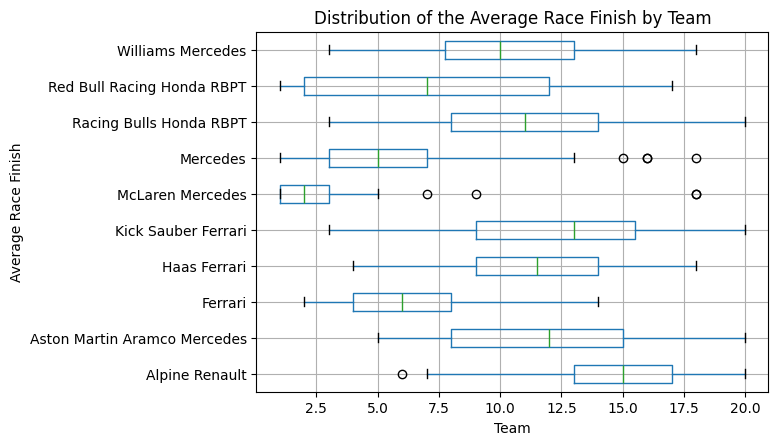 Distribution of the Average Race Finish by Team
Average Race Finish
Williams Mercedes
Red Bull Racing Honda RBPT
Racing Bulls Honda RBPT
Mercedes
McLaren Mercedes
Kick Sauber Ferrari
Haas Ferrari
Ferrari
Aston Martin Aramco Mercedes
Alpine Renault
2.5 5.0 7.5 10.0 12.5 15.0 17.5 20.0
Team